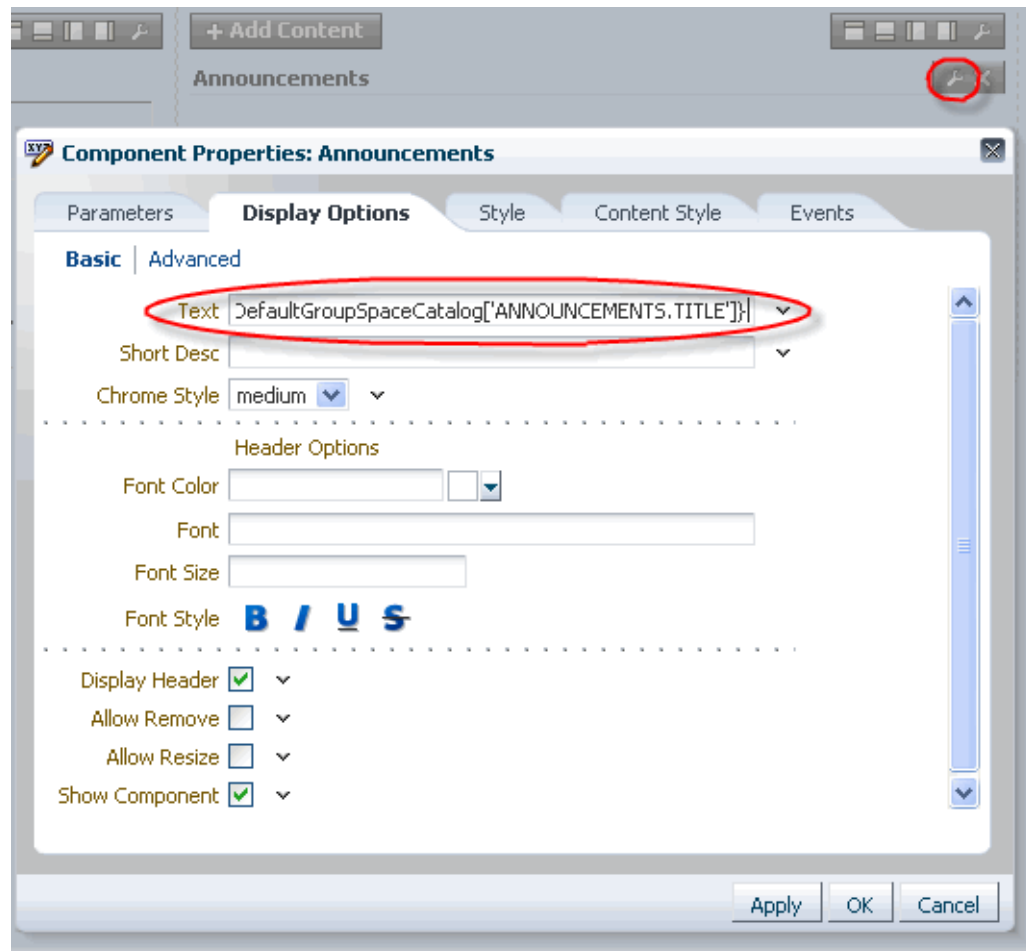 + Add Content
Announcements
Component Properties: Announcements
Parameters Display Options Style Content Style Events
Basic | Advanced
Text DefaultGroupSpaceCatalog['ANNOUNCEMENTS.TITLE']}
Short Desc
Chrome Style medium
Header Options
Font Color
Font
Font Size
Font Style B I U S
Display Header
Allow Remove
Allow Resize
Show Component
Apply OK Cancel